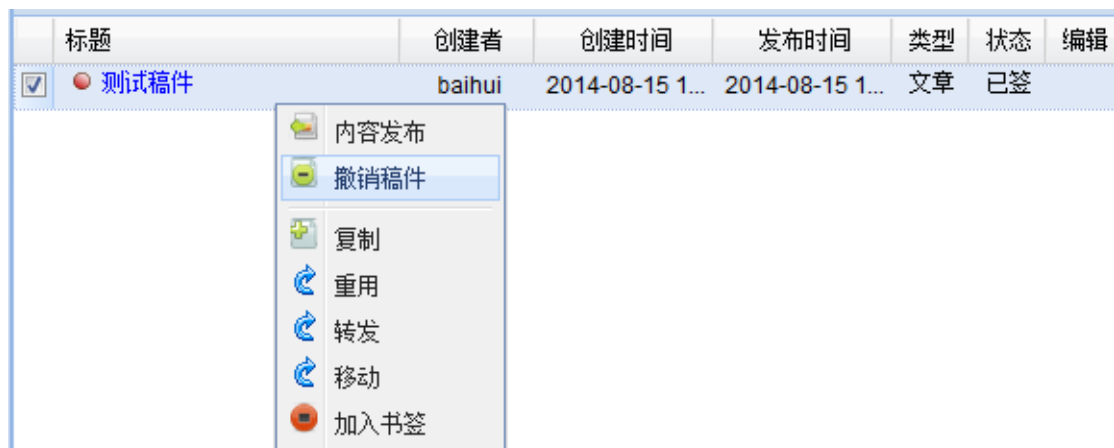 标题 创建者 创建时间 发布时间 类型 状态 编辑
测试稿件 baihui 2014-08-15 1... 2014-08-15 1... 文章 已签
内容发布
撤销稿件
复制
重用
转发
移动
加入书签